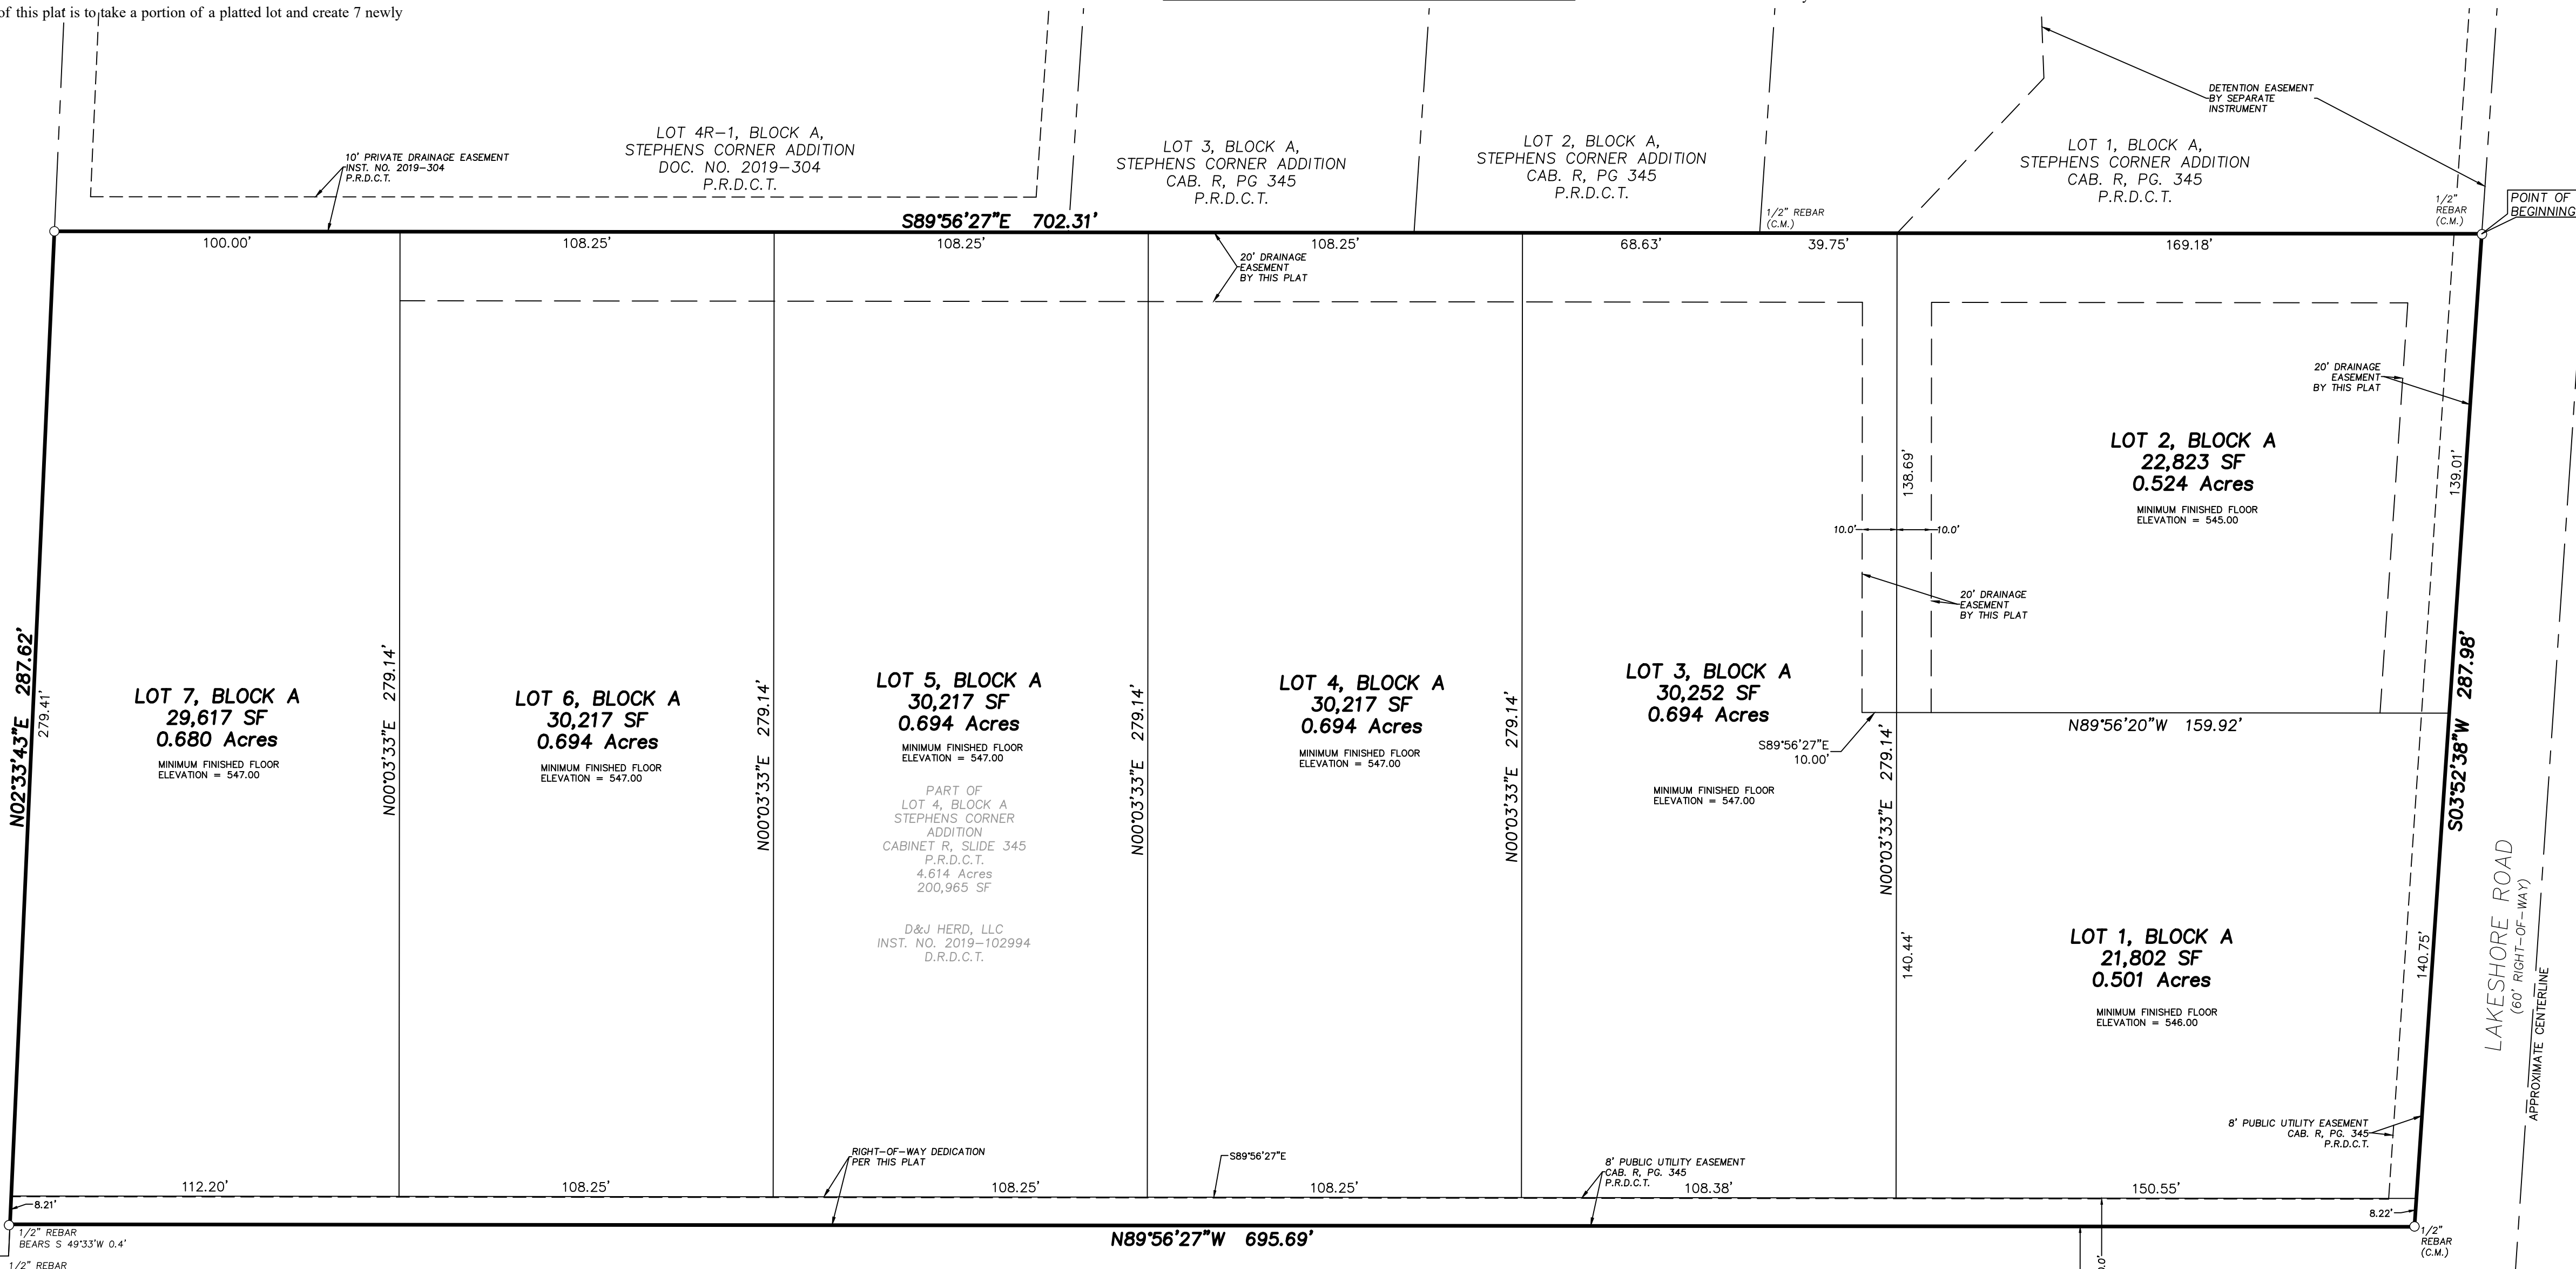 of this plat is to take a portion of a platted lot and create 7 newly
DETENTION EASEMENT
BY SEPARATE
INSTRUMENT
10' PRIVATE DRAINAGE EASEMENT
INST. NO. 2019-304
P.R.D.C.T.
LOT 4R-1, BLOCK A,
STEPHENS CORNER ADDITION
DOC. NO. 2019-304
P.R.D.C.T.
LOT 3, BLOCK A,
STEPHENS CORNER ADDITION
CAB. R, PG 345
P.R.D.C.T.
LOT 2, BLOCK A,
STEPHENS CORNER ADDITION
CAB. R, PG 345
P.R.D.C.T.
LOT 1, BLOCK A,
STEPHENS CORNER ADDITION
CAB. R, PG. 345
P.R.D.C.T.
1/2" REBAR
(C.M.)
1/2"
REBAR
(C.M.)
POINT OF
BEGINNING
S89°56'27"E 702.31'
100.00'
108.25'
108.25'
108.25'
68.63'
39.75'
169.18'
20' DRAINAGE
EASEMENT
BY THIS PLAT
20' DRAINAGE
EASEMENT
BY THIS PLAT
LOT 2, BLOCK A
22,823 SF
0.524 Acres
MINIMUM FINISHED FLOOR
ELEVATION = 545.00
138.69'
139.01'
10.0'
10.0'
20' DRAINAGE
EASEMENT
BY THIS PLAT
N02°33'43"E 287.62'
279.41'
LOT 7, BLOCK A
29,617 SF
0.680 Acres
MINIMUM FINISHED FLOOR
ELEVATION = 547.00
N00°03'33"E 279.14'
LOT 6, BLOCK A
30,217 SF
0.694 Acres
MINIMUM FINISHED FLOOR
ELEVATION = 547.00
N00°03'33"E 279.14'
LOT 5, BLOCK A
30,217 SF
0.694 Acres
MINIMUM FINISHED FLOOR
ELEVATION = 547.00
PART OF
LOT 4, BLOCK A
STEPHENS CORNER
ADDITION
CABINET R, SLIDE 345
P.R.D.C.T.
4.614 Acres
200,965 SF
D&J HERD, LLC
INST. NO. 2019-102994
D.R.D.C.T.
N00°03'33"E 279.14'
LOT 4, BLOCK A
30,217 SF
0.694 Acres
MINIMUM FINISHED FLOOR
ELEVATION = 547.00
N00°03'33"E 279.14'
LOT 3, BLOCK A
30,252 SF
0.694 Acres
MINIMUM FINISHED FLOOR
ELEVATION = 547.00
S89°56'27"E
10.00'
N00°03'33"E 279.14'
N89°56'20"W 159.92'
S03°52'38"W 287.98'
LOT 1, BLOCK A
21,802 SF
0.501 Acres
MINIMUM FINISHED FLOOR
ELEVATION = 546.00
140.44'
140.75'
LAKESHORE ROAD
(60' RIGHT-OF-WAY)
APPROXIMATE CENTERLINE
8' PUBLIC UTILITY EASEMENT
CAB. R, PG. 345
P.R.D.C.T.
RIGHT-OF-WAY DEDICATION
PER THIS PLAT
S89°56'27"E
8' PUBLIC UTILITY EASEMENT
CAB. R, PG. 345
P.R.D.C.T.
112.20'
108.25'
108.25'
108.25'
108.38'
150.55'
8.21'
8.22'
1/2" REBAR
BEARS S 49°33'W 0.4'
N89°56'27"W 695.69'
1/2"
REBAR
(C.M.)
1/2" REBAR